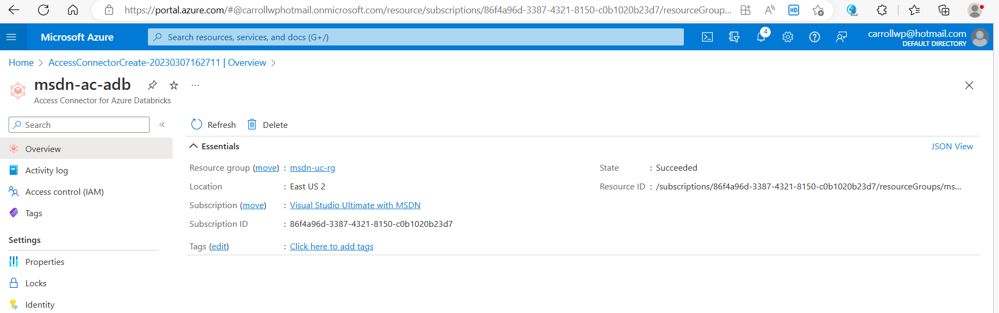 https://portal.azure.com/#@carrollwphotmail.onmicrosoft.com/resource/subscriptions/86f4a96d-3387-4321-8150-c0b1020b23d7/resourceGroup...
HD
Microsoft Azure
Search resources, services, and docs (G+/)
4
carrollwp@hotmail.com
DEFAULT DIRECTORY
Home > AccessConnectorCreate-20230307162711 | Overview >
msdn-ac-adb
...
Access Connector for Azure Databricks
Search
«
Refresh
Delete
Overview
Activity log
Access control (IAM)
Tags
Settings
Properties
Locks
Identity
Essentials
JSON View
Resource group (move) : msdn-uc-rg
Location : East US 2
Subscription (move) : Visual Studio Ultimate with MSDN
Subscription ID : 86f4a96d-3387-4321-8150-c0b1020b23d7
Tags (edit) : Click here to add tags
State : Succeeded
Resource ID : /subscriptions/86f4a96d-3387-4321-8150-c0b1020b23d7/resourceGroups/ms...